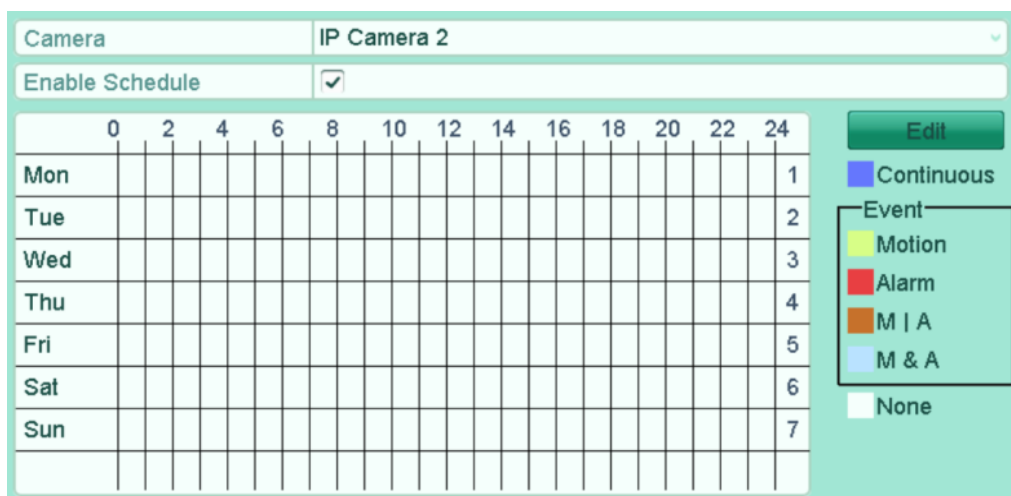 Camera IP Camera 2
Enable Schedule
0 2 4 6 8 10 12 14 16 18 20 22 24
Mon 1
Tue 2
Wed 3
Thu 4
Fri 5
Sat 6
Sun 7
Edit
Continuous
Event
Motion
Alarm
M | A
M & A
None